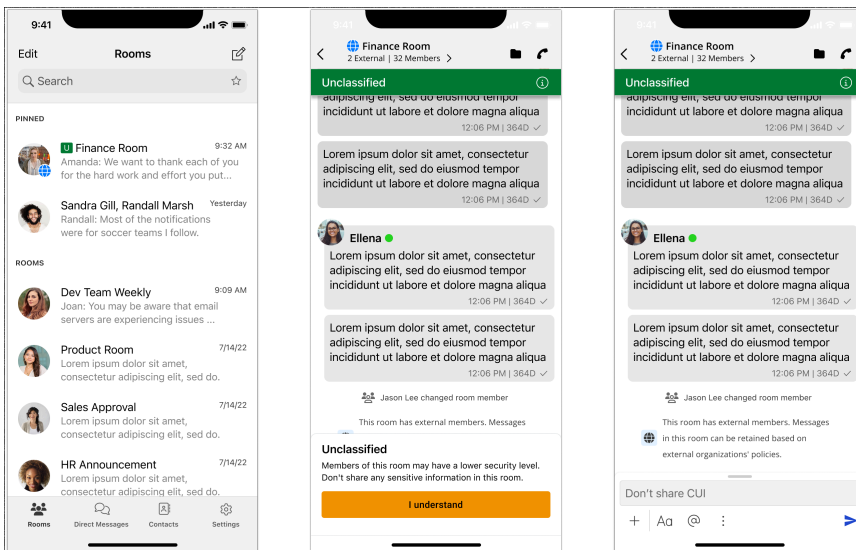 9:41
Edit
Rooms
Search
PINNED
U Finance Room
9:32 AM
Amanda: We want to thank each of you
for the hard work and effort you put...
Sandra Gill, Randall Marsh
Yesterday
Randall: Most of the notifications
were for soccer teams I follow.
ROOMS
Dev Team Weekly
9:09 AM
Joan: You may be aware that email
servers are experiencing issues ...
Product Room
7/14/22
Lorem ipsum dolor sit amet,
consectetur adipiscing elit, sed do.
Sales Approval
7/14/22
Lorem ipsum dolor sit amet,
consectetur adipiscing elit, sed do.
HR Announcement
7/14/22
Lorem ipsum dolor sit amet,
consectetur adipiscing elit, sed do.
Rooms
Direct Messages
Contacts
Settings
9:41
Finance Room
2 External | 32 Members
Unclassified
adipiscing elit, sed do eiusmod tempor
incididunt ut labore et dolore magna aliqua
12:06 PM | 364D
Lorem ipsum dolor sit amet, consectetur
adipiscing elit, sed do eiusmod tempor
incididunt ut labore et dolore magna aliqua
12:06 PM | 364D
Ellena
Lorem ipsum dolor sit amet, consectetur
adipiscing elit, sed do eiusmod tempor
incididunt ut labore et dolore magna aliqua
12:06 PM | 364D
Lorem ipsum dolor sit amet, consectetur
adipiscing elit, sed do eiusmod tempor
incididunt ut labore et dolore magna aliqua
12:06 PM | 364D
Jason Lee changed room member
This room has external members. Messages
Unclassified
Members of this room may have a lower security level.
Don't share any sensitive information in this room.
I understand
9:41
Finance Room
2 External | 32 Members
Unclassified
adipiscing elit, sed do eiusmod tempor
incididunt ut labore et dolore magna aliqua
12:06 PM | 364D
Lorem ipsum dolor sit amet, consectetur
adipiscing elit, sed do eiusmod tempor
incididunt ut labore et dolore magna aliqua
12:06 PM | 364D
Ellena
Lorem ipsum dolor sit amet, consectetur
adipiscing elit, sed do eiusmod tempor
incididunt ut labore et dolore magna aliqua
12:06 PM | 364D
Lorem ipsum dolor sit amet, consectetur
adipiscing elit, sed do eiusmod tempor
incididunt ut labore et dolore magna aliqua
12:06 PM | 364D
Jason Lee changed room member
This room has external members. Messages
in this room can be retained based on
external organizations' policies.
Don't share CUI
Aa @